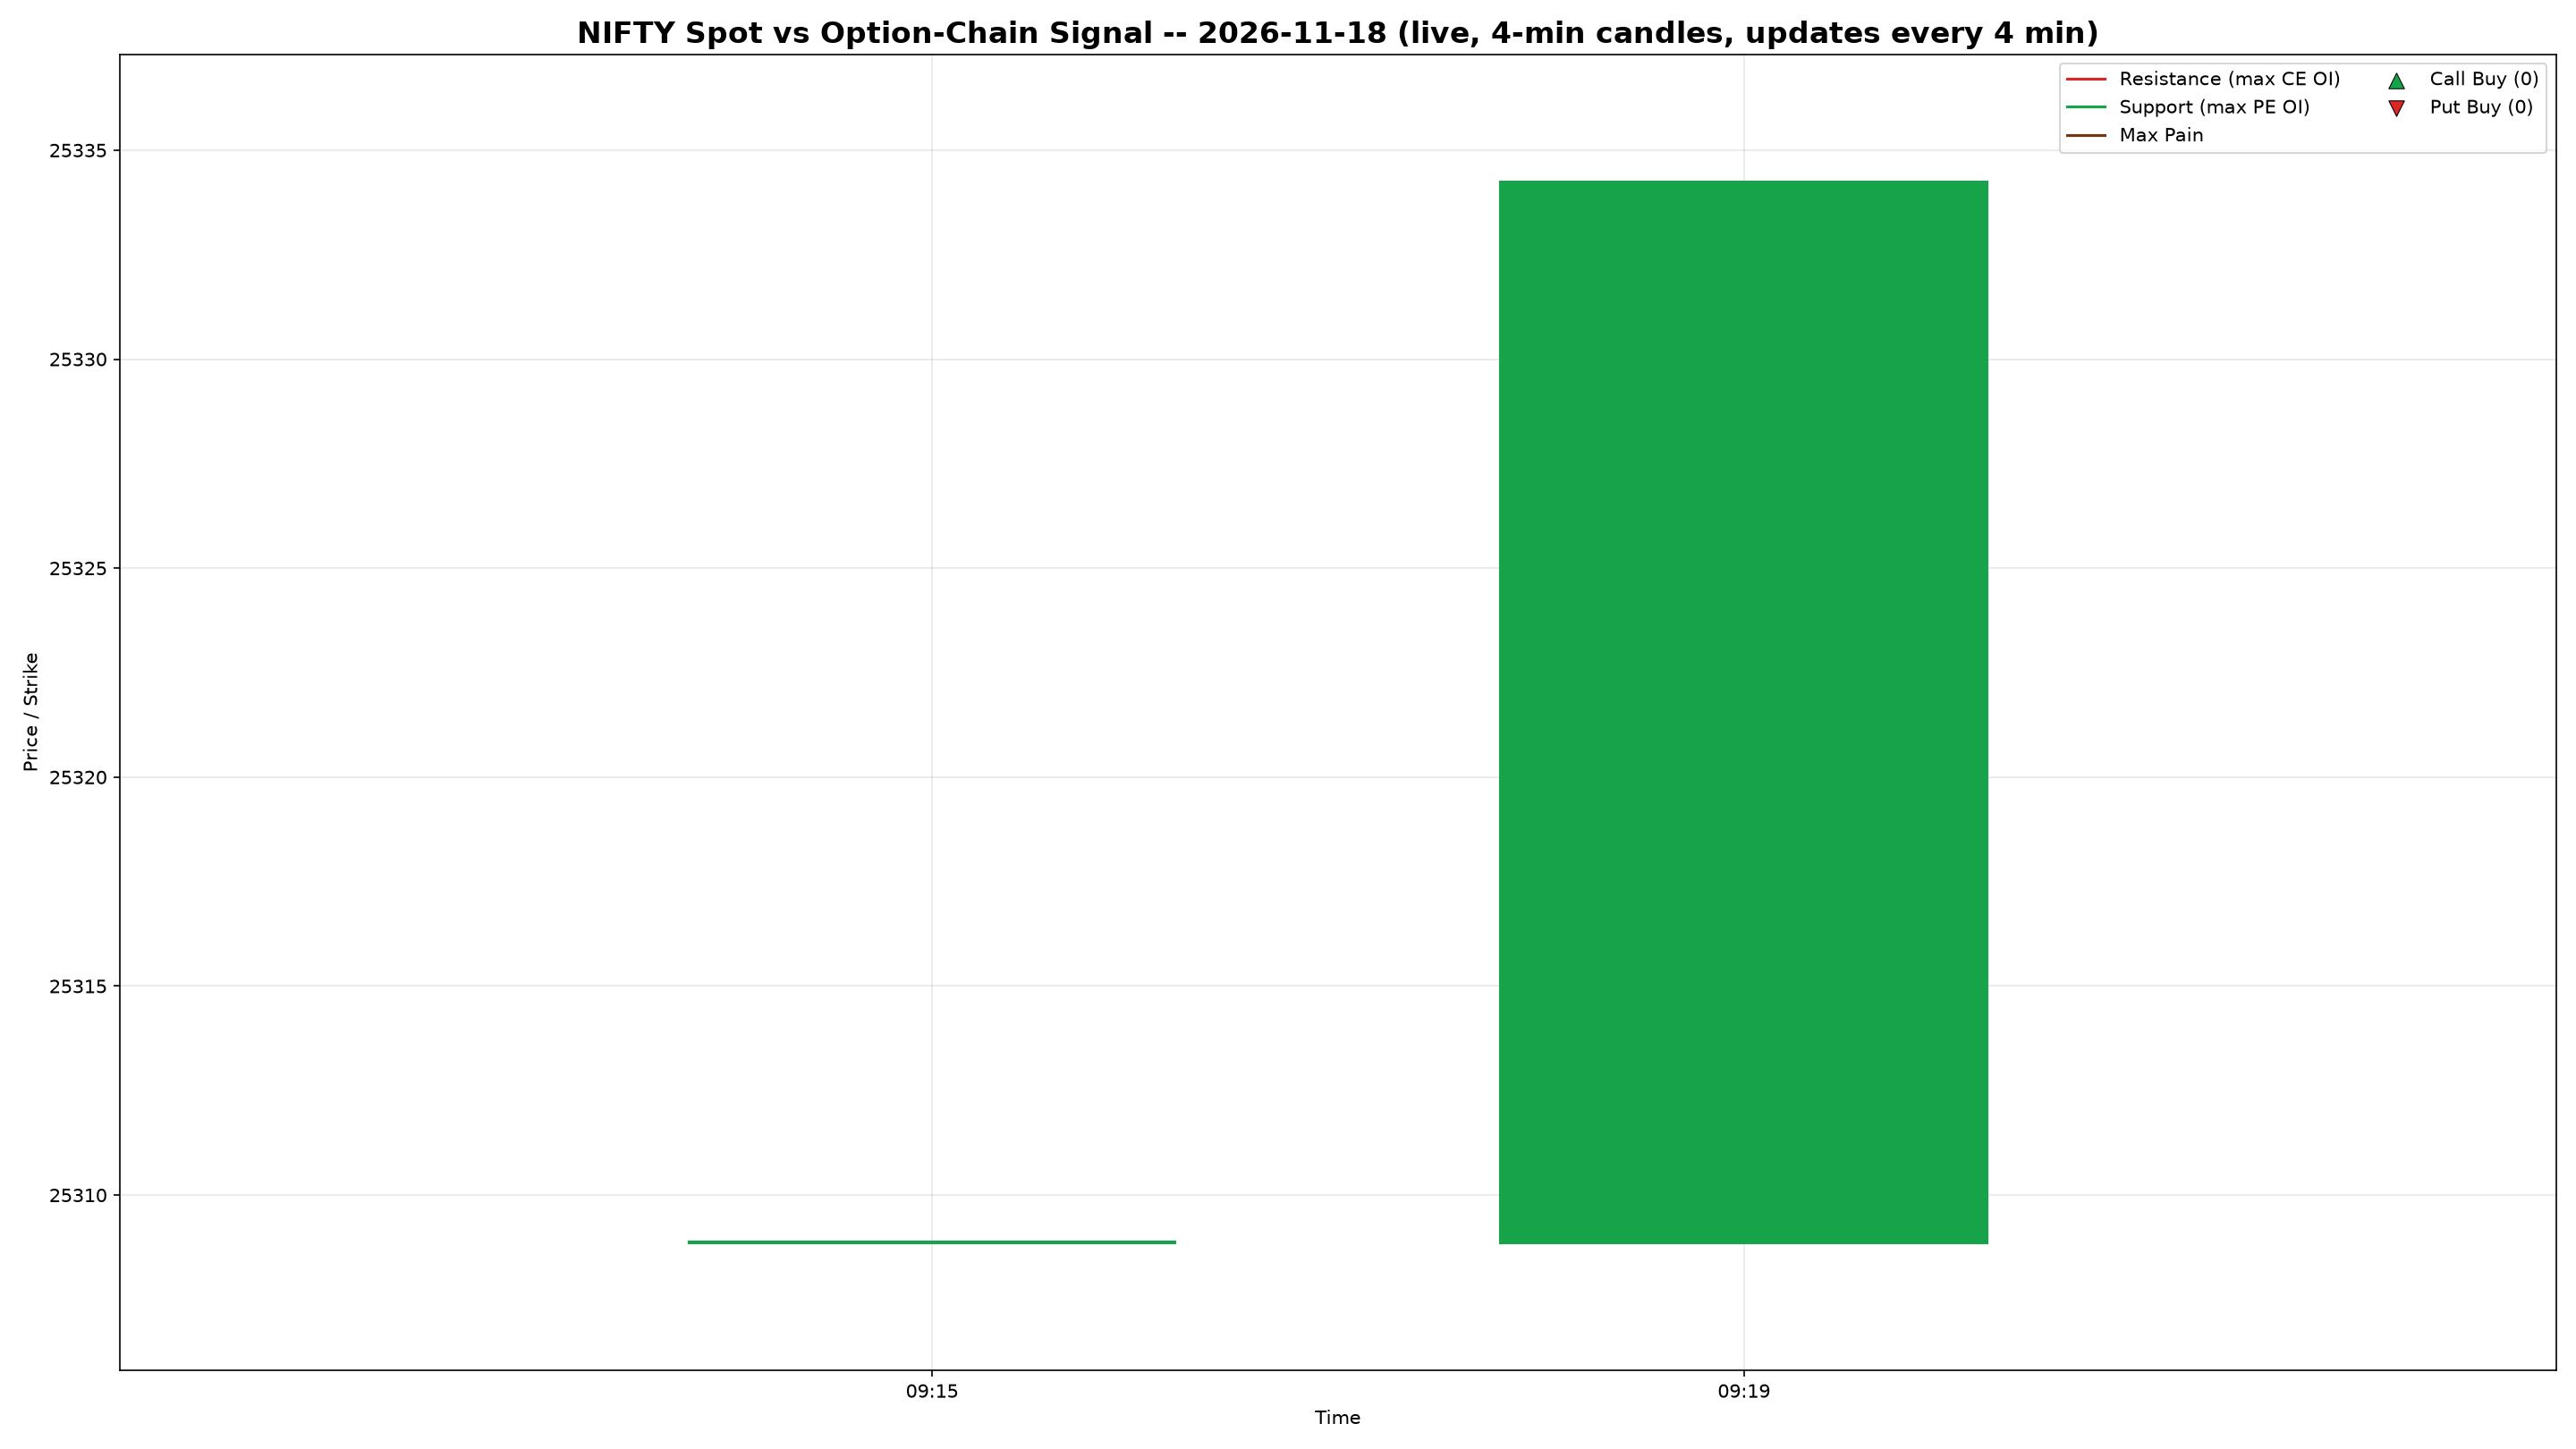 NIFTY Spot vs Option-Chain Signal -- 2026-11-18 (live, 4-min candles, updates every 4 min)
Resistance (max CE OI)
Support (max PE OI)
Max Pain
Call Buy (0)
Put Buy (0)
25335
25330
25325
25320
25315
25310
Price / Strike
09:15
09:19
Time